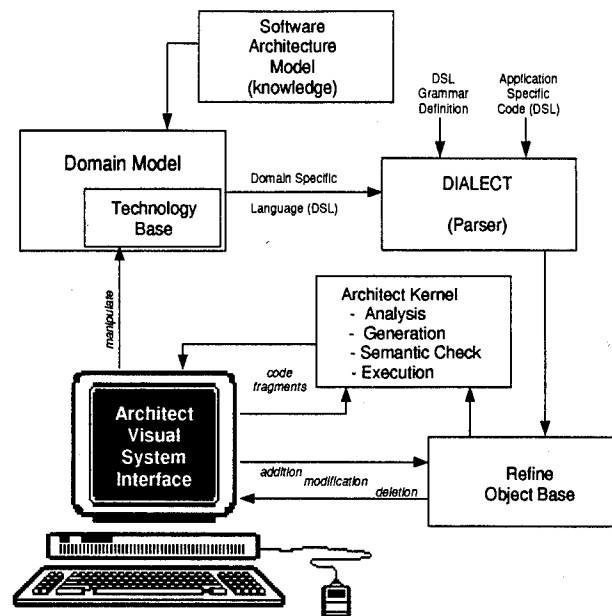 Software
Architecture
Model
(knowledge)
DSL
Grammar
Definition
Application
Specific
Code (DSL)
Domain Model
Technology
Base
Domain Specific
Language (DSL)
DIALECT
(Parser)
manipulate
Architect Kernel
- Analysis
- Generation
- Semantic Check
- Execution
code
fragments
Architect
Visual
System
Interface
addition
modification
deletion
Refine
Object Base